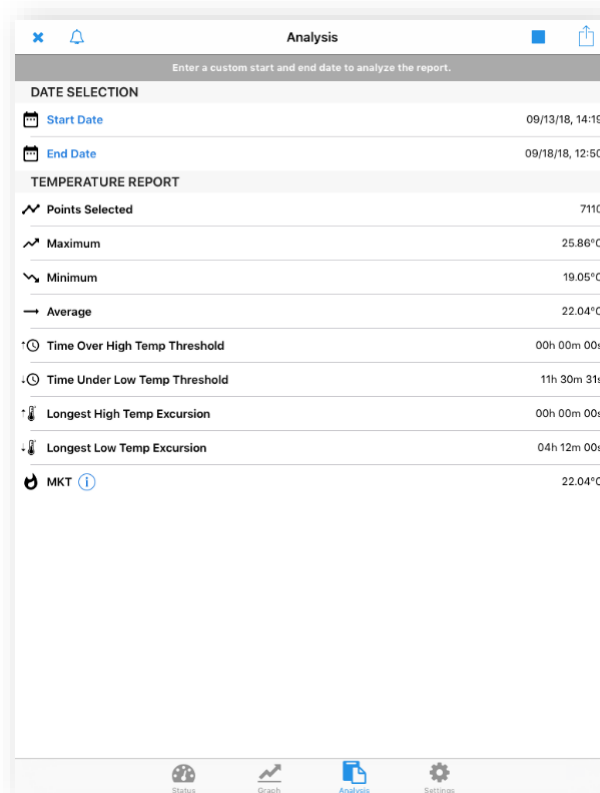 Analysis
Enter a custom start and end date to analyze the report.
DATE SELECTION
Start Date 09/13/18, 14:19
End Date 09/18/18, 12:50
TEMPERATURE REPORT
Points Selected 7110
Maximum 25.86°C
Minimum 19.05°C
Average 22.04°C
Time Over High Temp Threshold 00h 00m 00s
Time Under Low Temp Threshold 11h 30m 31s
Longest High Temp Excursion 00h 00m 00s
Longest Low Temp Excursion 04h 12m 00s
MKT i 22.04°C
Status Graph Analysis Settings